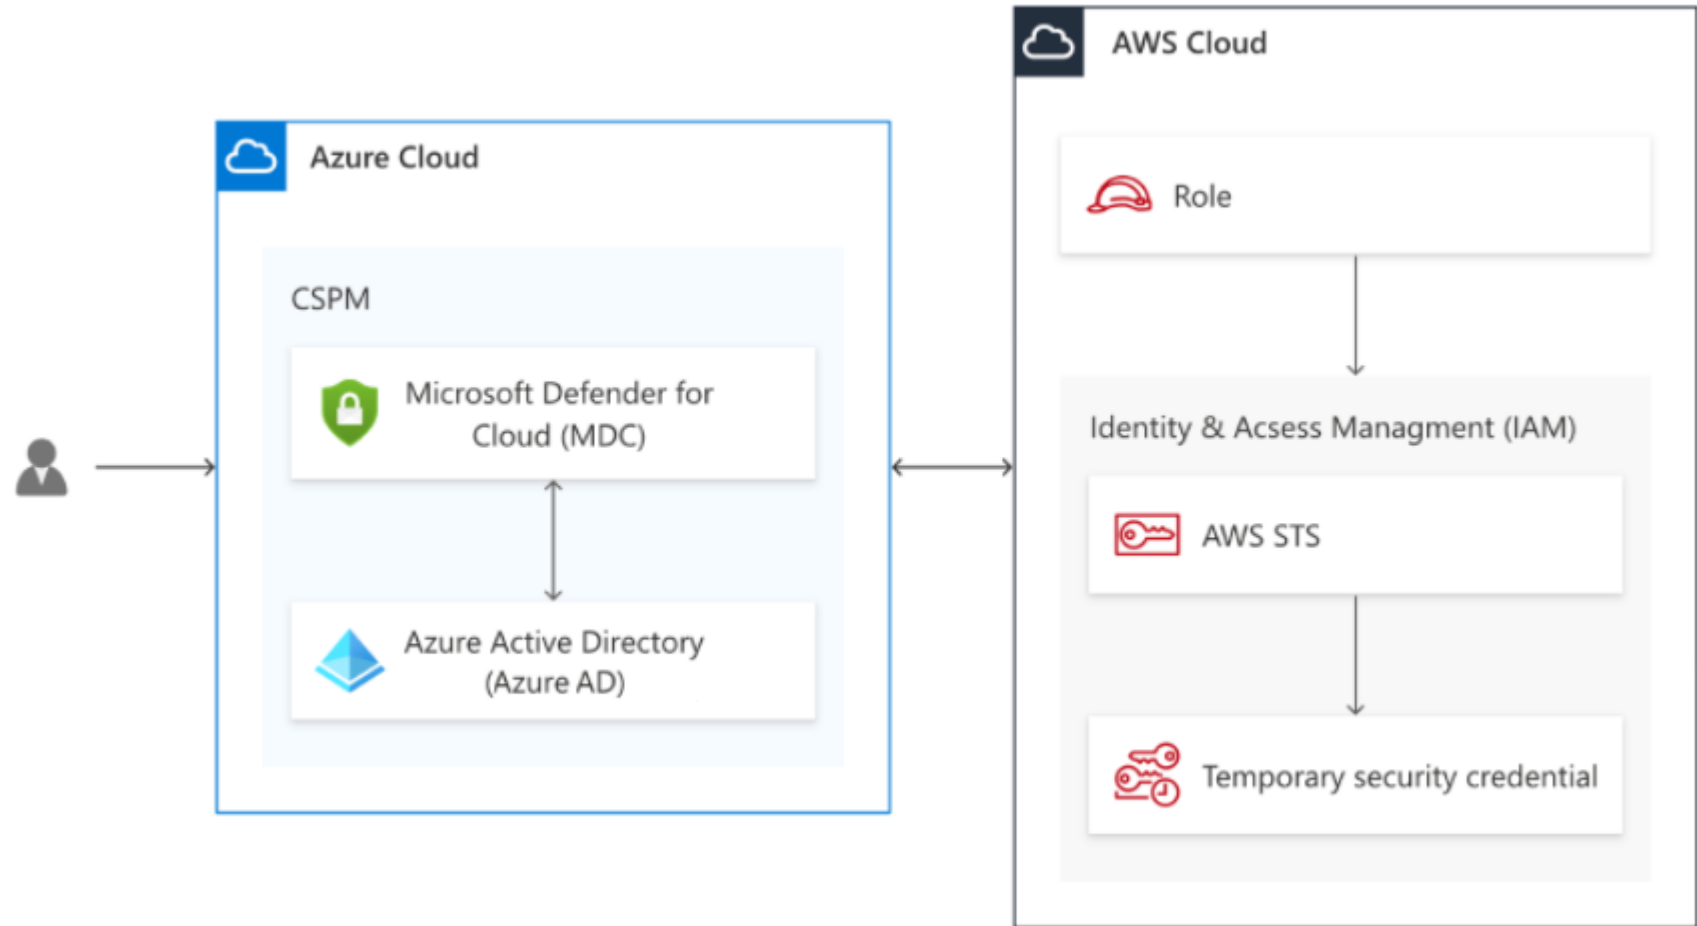 Azure Cloud
CSPM
Microsoft Defender for
Cloud (MDC)
Azure Active Directory
(Azure AD)
AWS Cloud
Role
Identity & Acsess Managment (IAM)
AWS STS
Temporary security credential